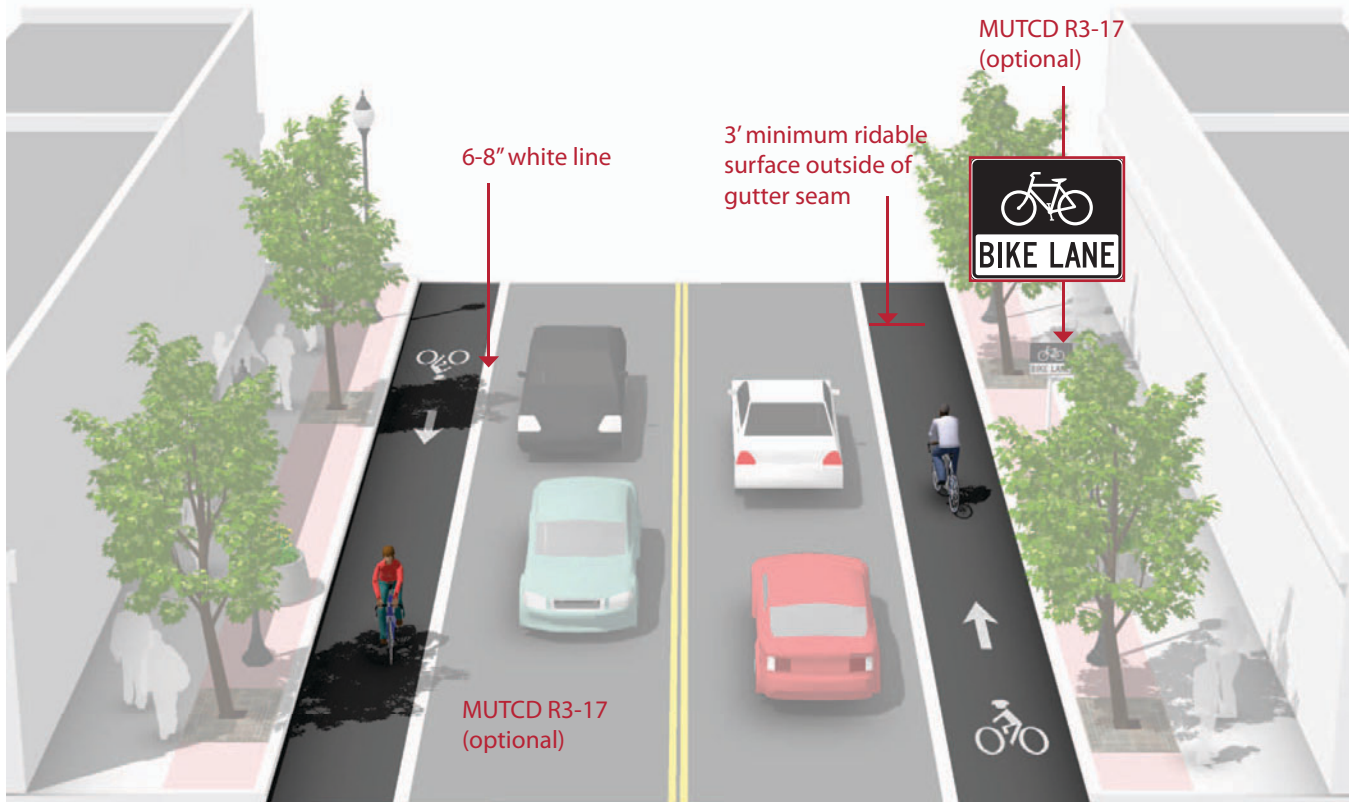 MUTCD R3-17
(optional)
6-8” white line
3’ minimum ridable
surface outside of
gutter seam
BIKE LANE
BIKE LANE
MUTCD R3-17
(optional)